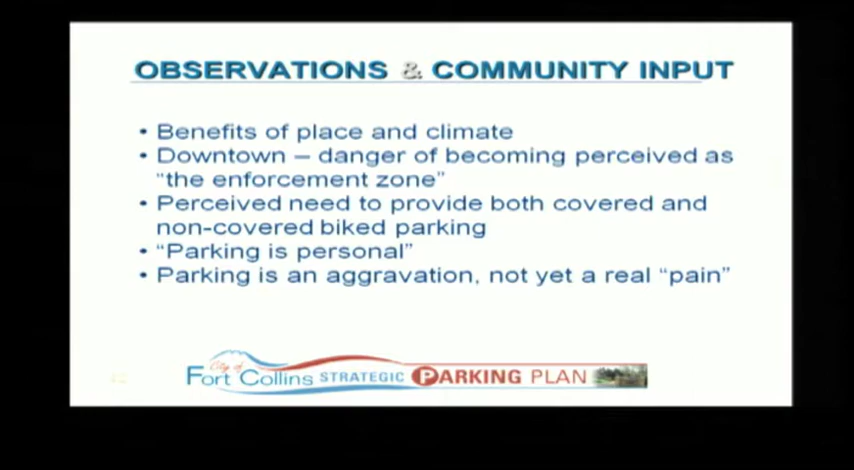 OBSERVATIONS & COMMUNITY INPUT
• Benefits of place and climate
• Downtown – danger of becoming perceived as
“the enforcement zone”
• Perceived need to provide both covered and
non-covered biked parking
• “Parking is personal”
• Parking is an aggravation, not yet a real “pain”
City of
Fort Collins STRATEGIC PARKING PLAN